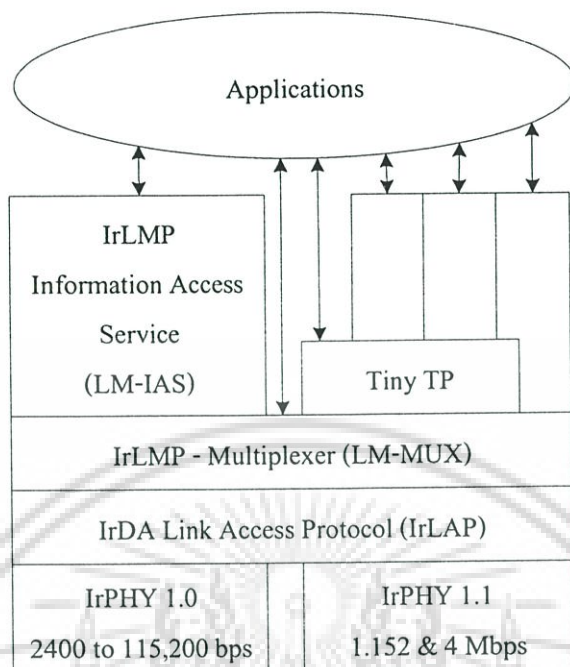 Applications
IrLMP
Information Access
Service
(LM-IAS)
Tiny TP
IrLMP - Multiplexer (LM-MUX)
IrDA Link Access Protocol (IrLAP)
IrPHY 1.0
2400 to 115,200 bps
IrPHY 1.1
1.152 & 4 Mbps